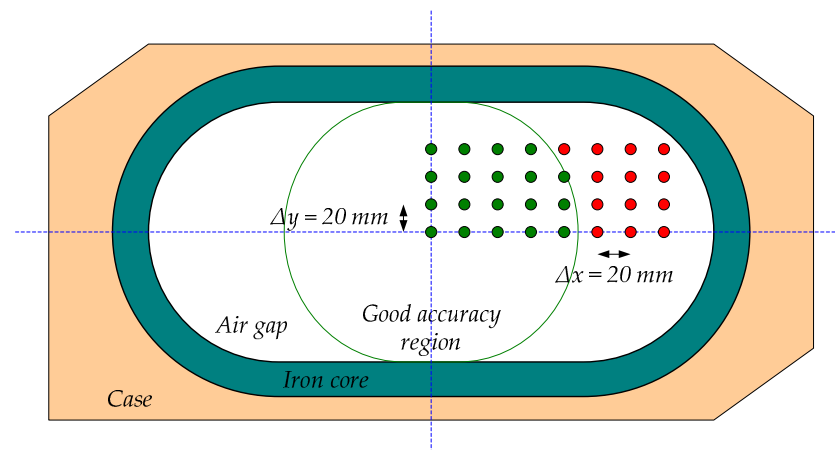 Δy = 20 mm
Δx = 20 mm
Good accuracy
region
Air gap
Iron core
Case